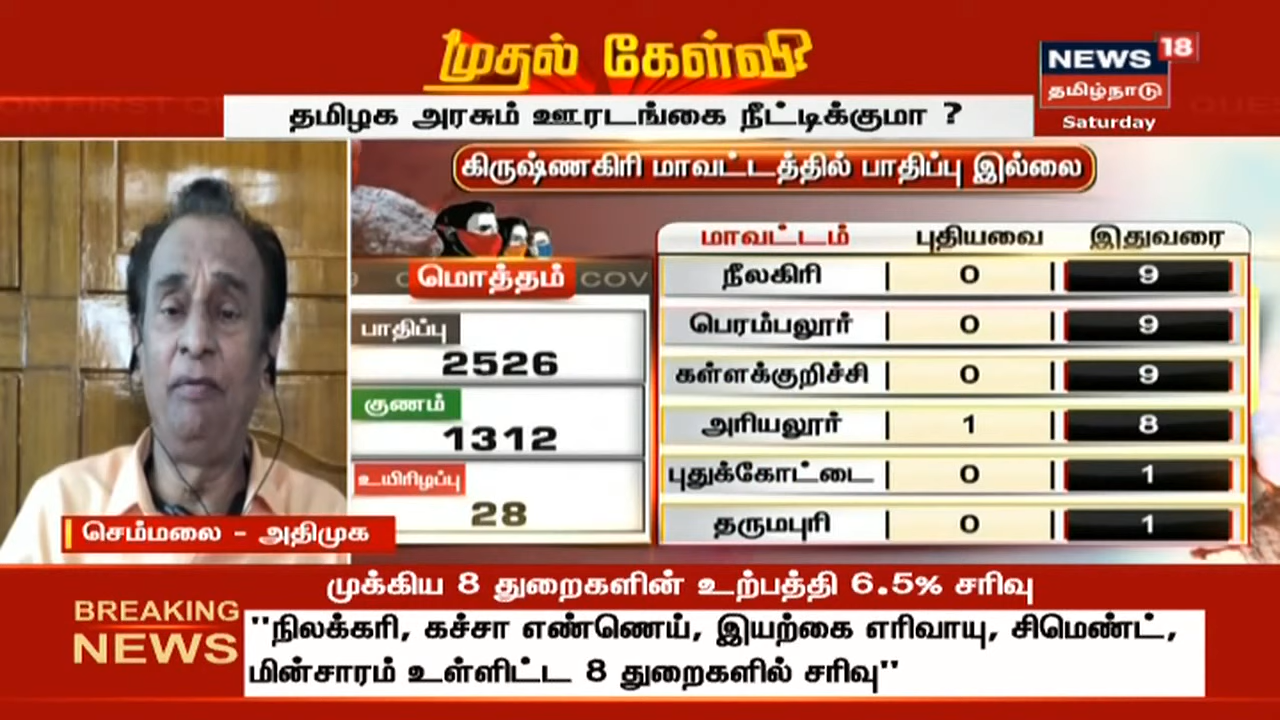 முதல் கேள்வி?
NEWS 18
தமிழ்நாடு
Saturday
தமிழக அரசும் ஊரடங்கை நீட்டிக்குமா ?
கிருஷ்ணகிரி மாவட்டத்தில் பாதிப்பு இல்லை
மொத்தம்
COV
பாதிப்பு
2526
குணம்
1312
உயிரிழப்பு
28
மாவட்டம் புதியவை இதுவரை
நீலகிரி 0 9
பெரம்பலூர் 0 9
கள்ளக்குறிச்சி 0 9
அரியலூர் 1 8
புதுக்கோட்டை 0 1
தருமபுரி 0 1
செம்மலை - அதிமுக
முக்கிய 8 துறைகளின் உற்பத்தி 6.5% சரிவு
BREAKING
NEWS
"நிலக்கரி, கச்சா எண்ணெய், இயற்கை எரிவாயு, சிமெண்ட்,
மின்சாரம் உள்ளிட்ட 8 துறைகளில் சரிவு"